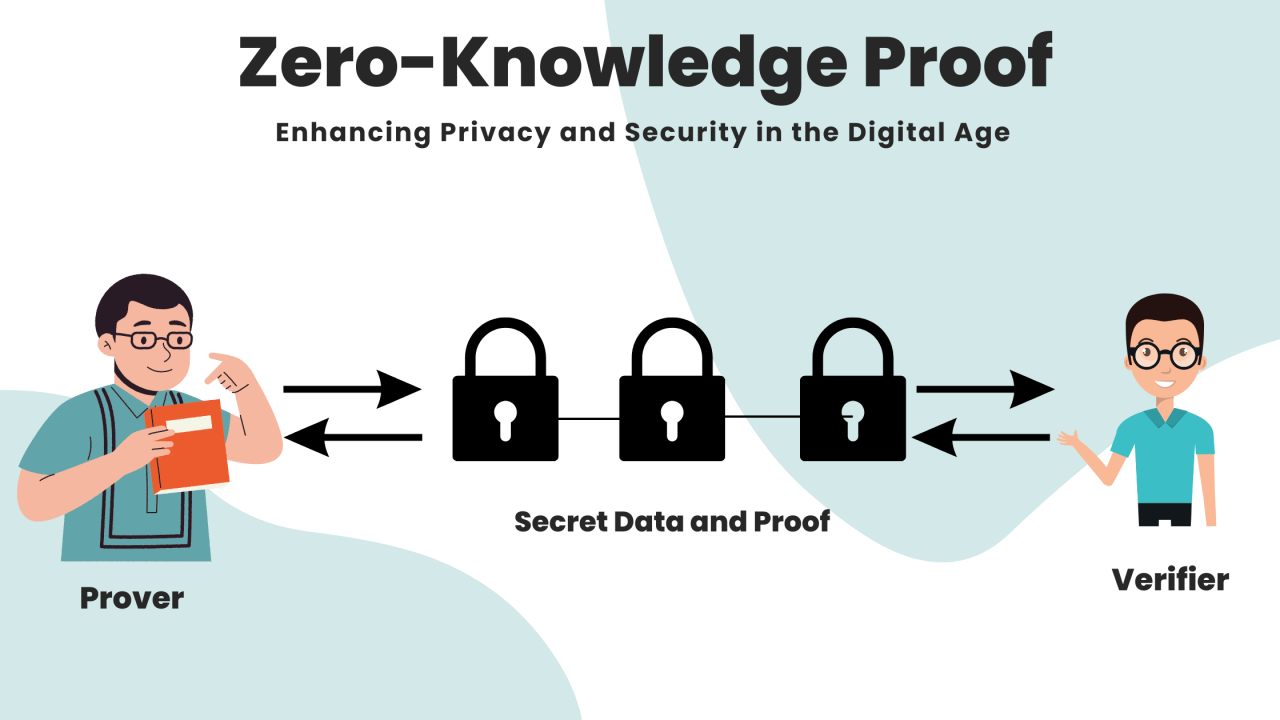 Zero-Knowledge Proof
Enhancing Privacy and Security in the Digital Age
Secret Data and Proof
Prover
Verifier